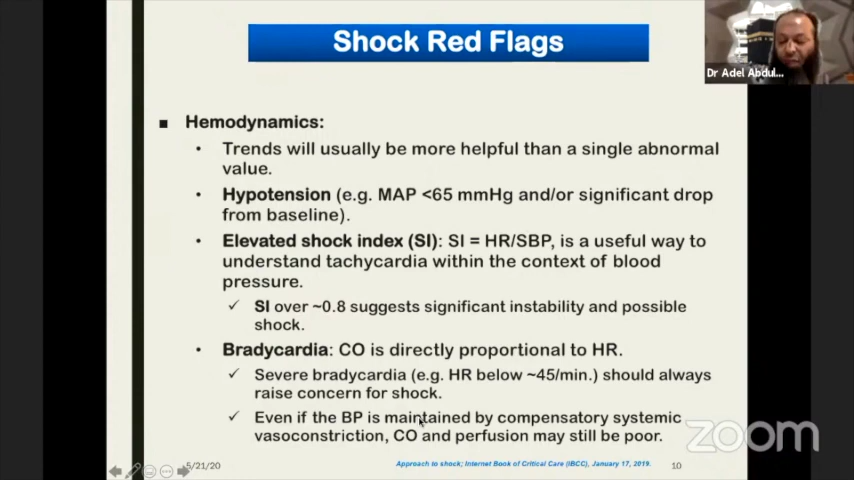 Shock Red Flags
Dr Adel Abdul...
■ Hemodynamics:
• Trends will usually be more helpful than a single abnormal
value.
• Hypotension (e.g. MAP <65 mmHg and/or significant drop
from baseline).
• Elevated shock index (SI): SI = HR/SBP, is a useful way to
understand tachycardia within the context of blood
pressure.
✓ SI over ~0.8 suggests significant instability and possible
shock.
• Bradycardia: CO is directly proportional to HR.
✓ Severe bradycardia (e.g. HR below ~45/min.) should always
raise concern for shock.
✓ Even if the BP is maintained by compensatory systemic
vasoconstriction, CO and perfusion may still be poor.
zoom
5/21/20
Approach to shock; Internet Book of Critical Care (IBCC), January 17, 2019.
10